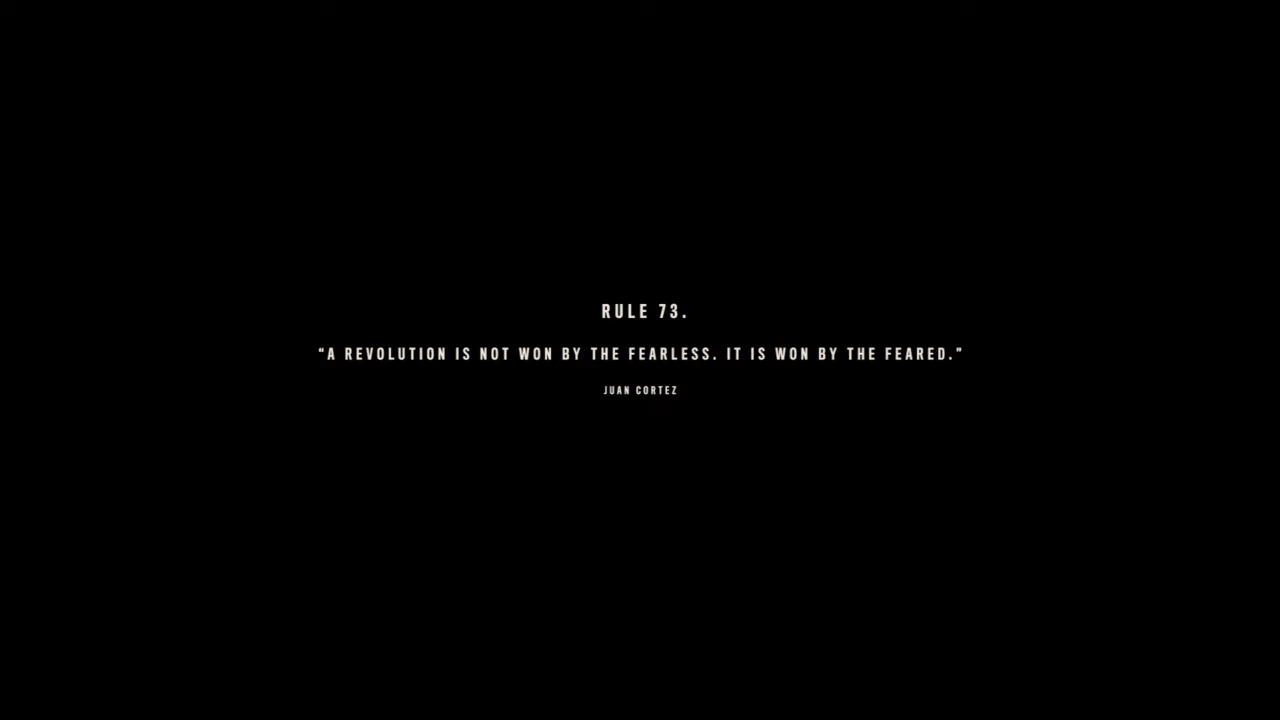 RULE 73.
“A REVOLUTION IS NOT WON BY THE FEARLESS. IT IS WON BY THE FEARED.”
JUAN CORTEZ